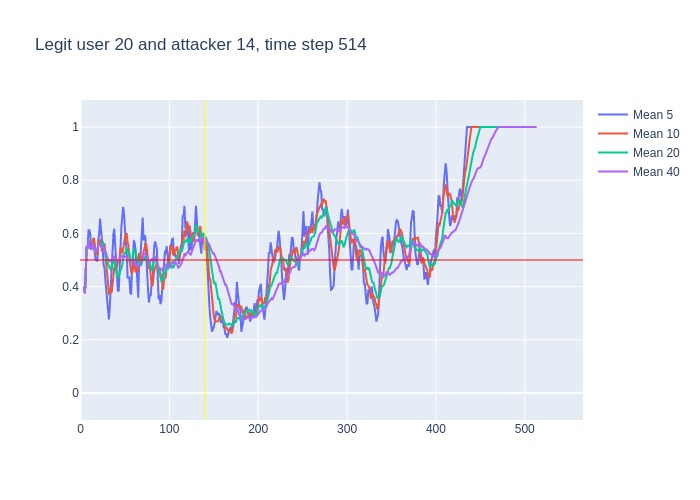 Legit user 20 and attacker 14, time step 514
Mean 5
Mean 10
Mean 20
Mean 40
1
0.8
0.6
0.4
0.2
0
0 100 200 300 400 500